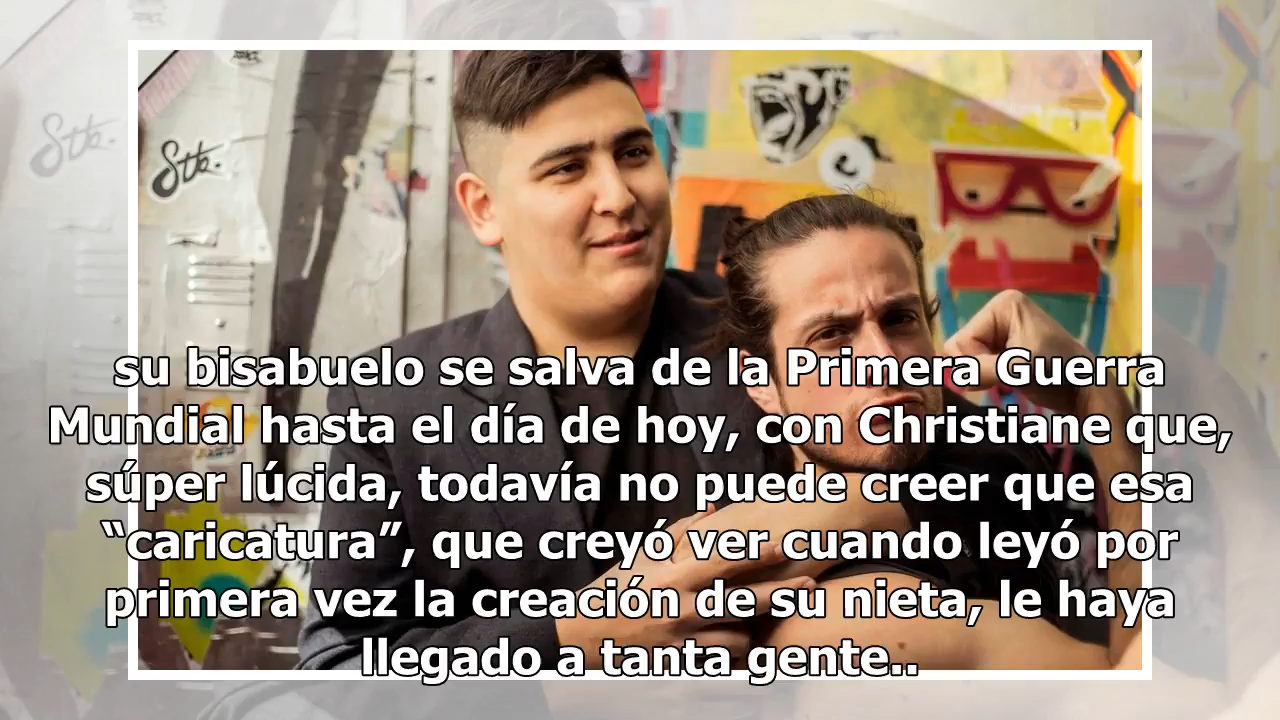 Stk.
Stk.
su bisabuelo se salva de la Primera Guerra
Mundial hasta el día de hoy, con Christiane que,
súper lúcida, todavía no puede creer que esa
“caricatura”, que creyó ver cuando leyó por
primera vez la creación de su nieta, le haya
llegado a tanta gente..